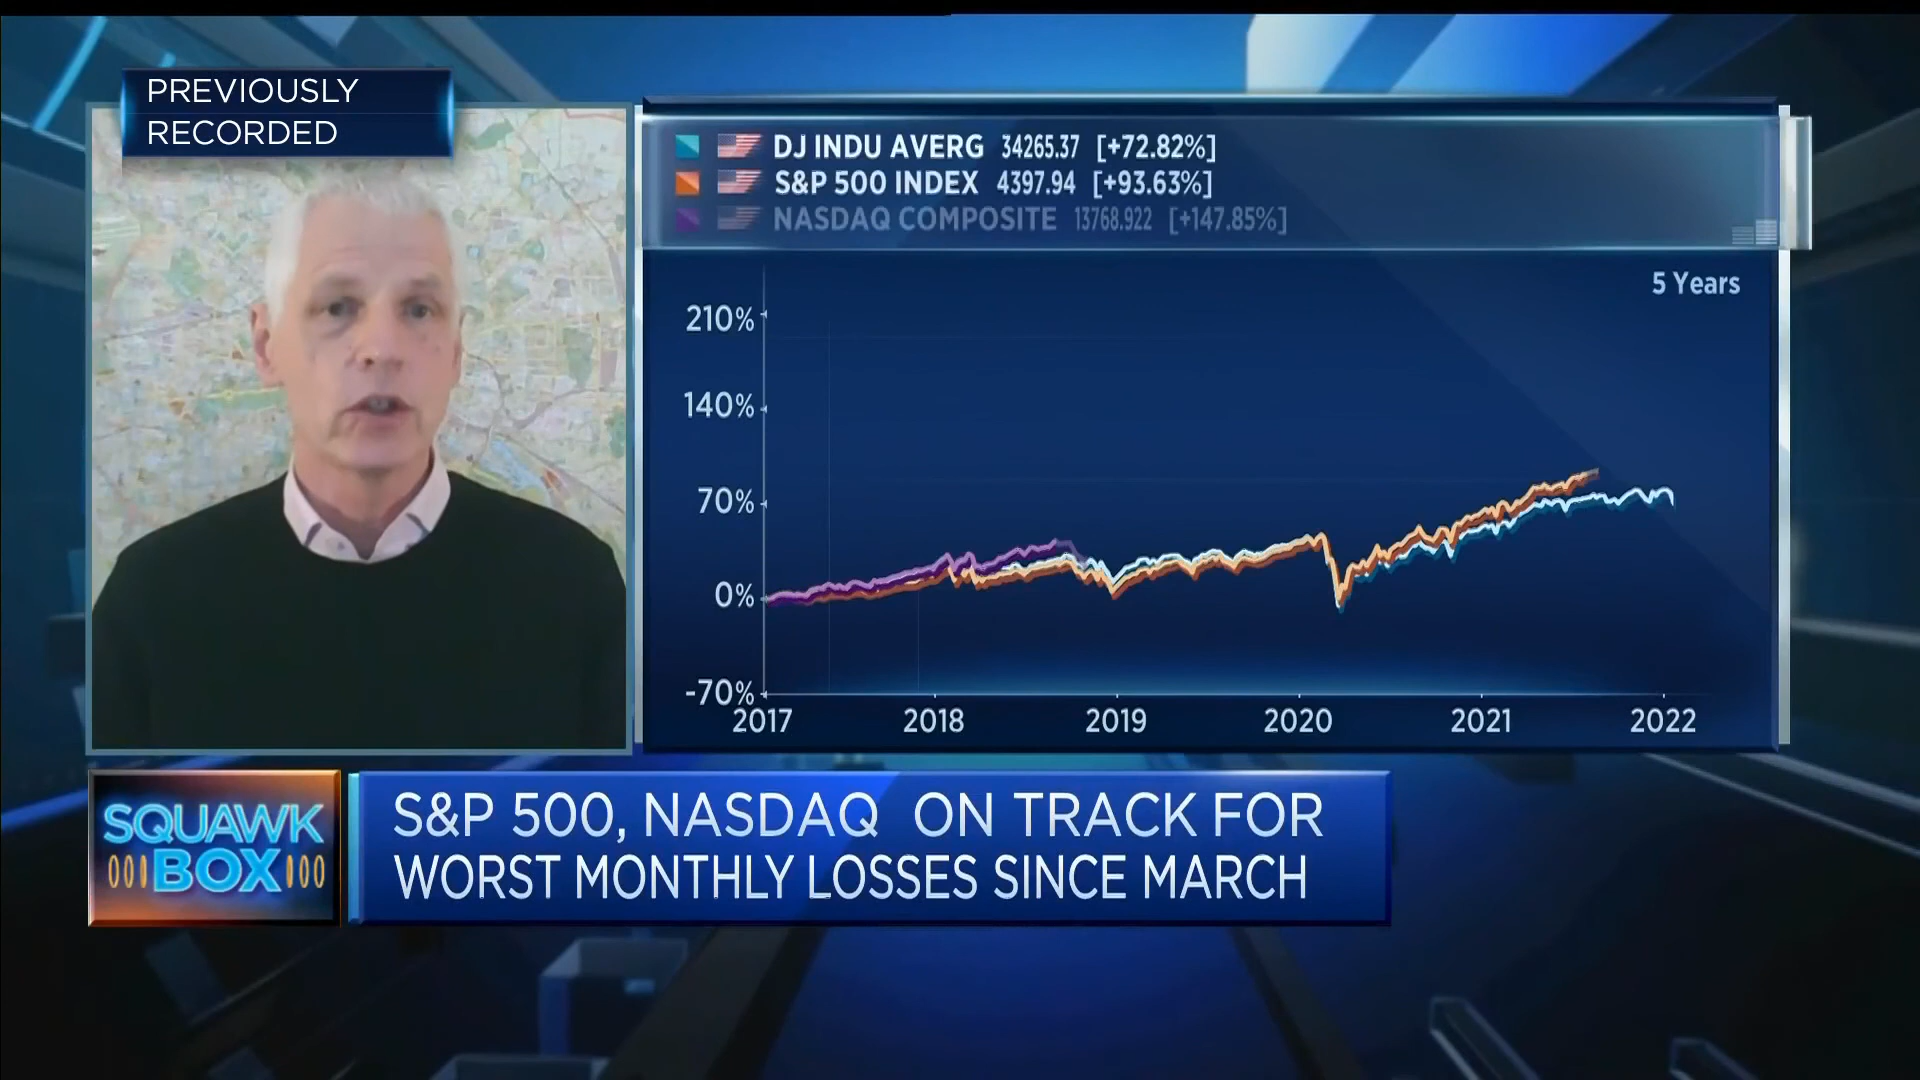 PREVIOUSLY
RECORDED
DJ INDU AVERG 34265.37 [+72.82%]
S&P 500 INDEX 4397.94 [+93.63%]
NASDAQ COMPOSITE 13768.922 [+147.85%]
5 Years
210%
140%
70%
0%
-70%
2017 2018 2019 2020 2021 2022
SQUAWK
BOX
S&P 500, NASDAQ ON TRACK FOR
WORST MONTHLY LOSSES SINCE MARCH